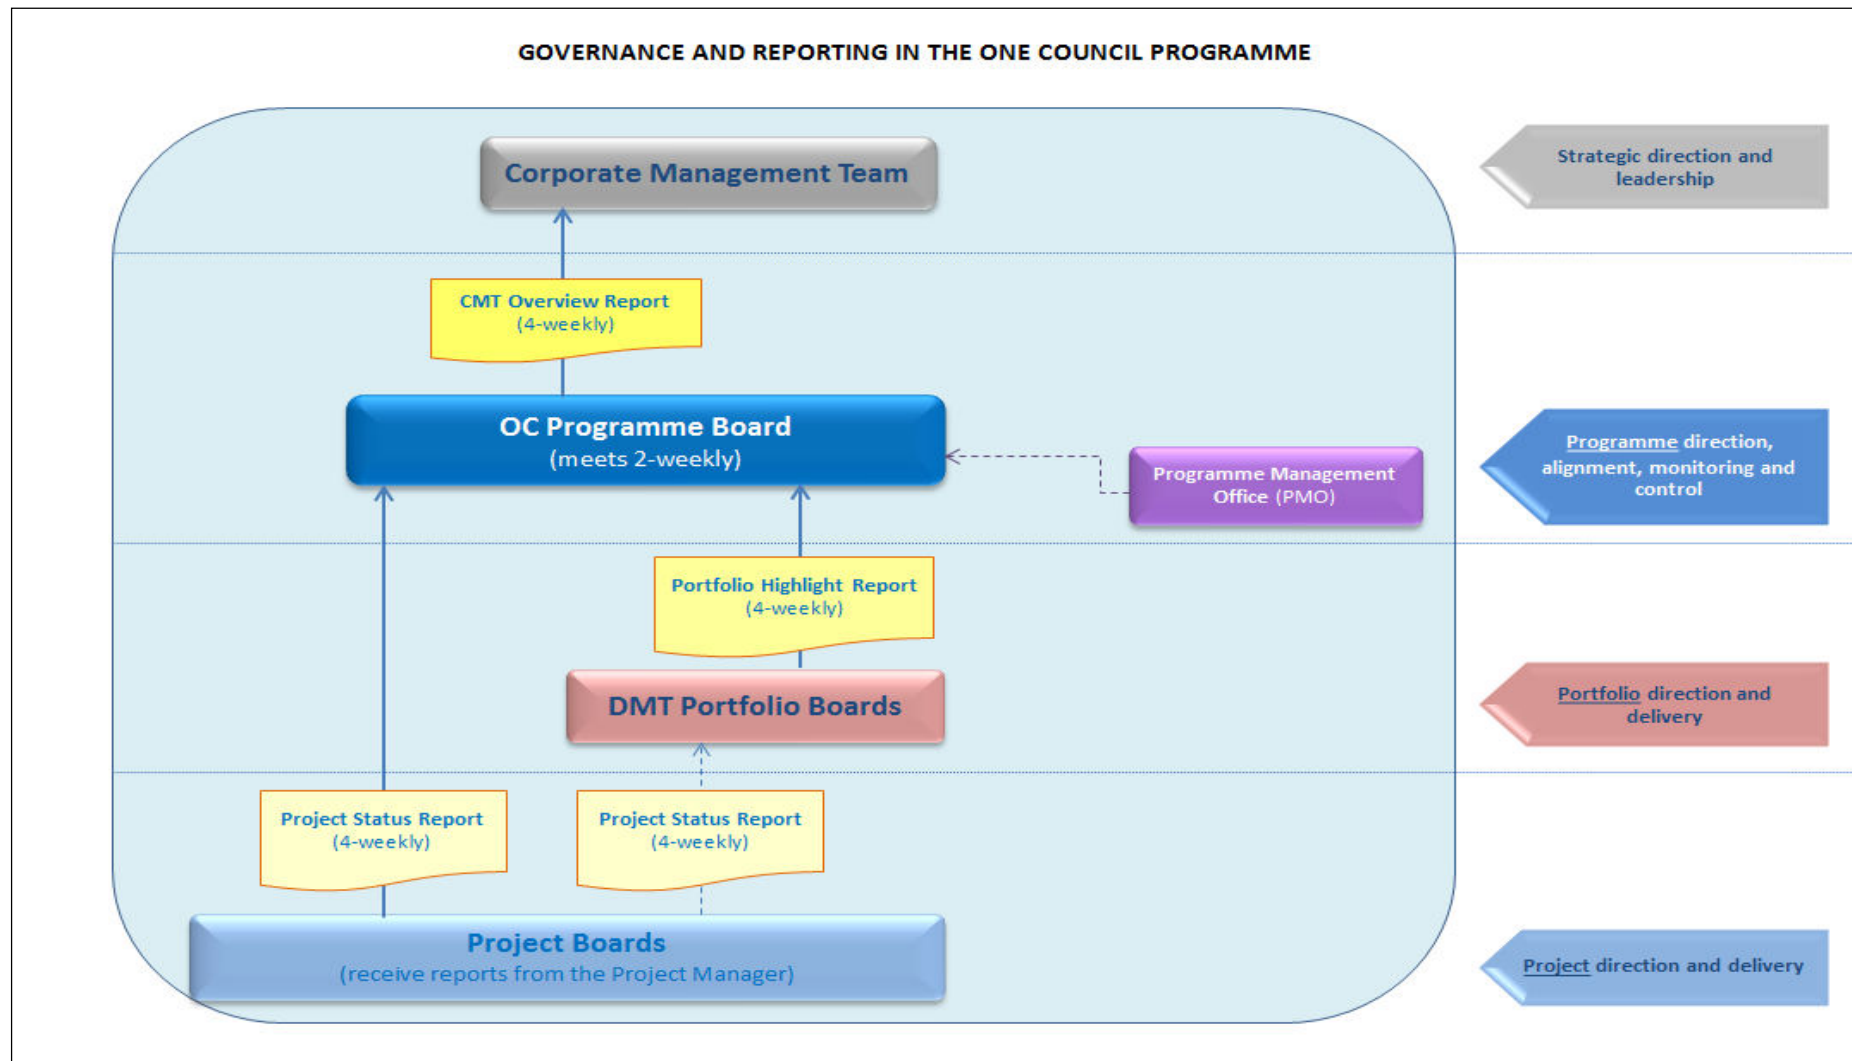 GOVERNANCE AND REPORTING IN THE ONE COUNCIL PROGRAMME
Corporate Management Team
Strategic direction and
leadership
CMT Overview Report
(4-weekly)
OC Programme Board
(meets 2-weekly)
Programme Management
Office (PMO)
Programme direction,
alignment, monitoring and
control
Portfolio Highlight Report
(4-weekly)
DMT Portfolio Boards
Portfolio direction and
delivery
Project Status Report
(4-weekly)
Project Status Report
(4-weekly)
Project Boards
(receive reports from the Project Manager)
Project direction and delivery